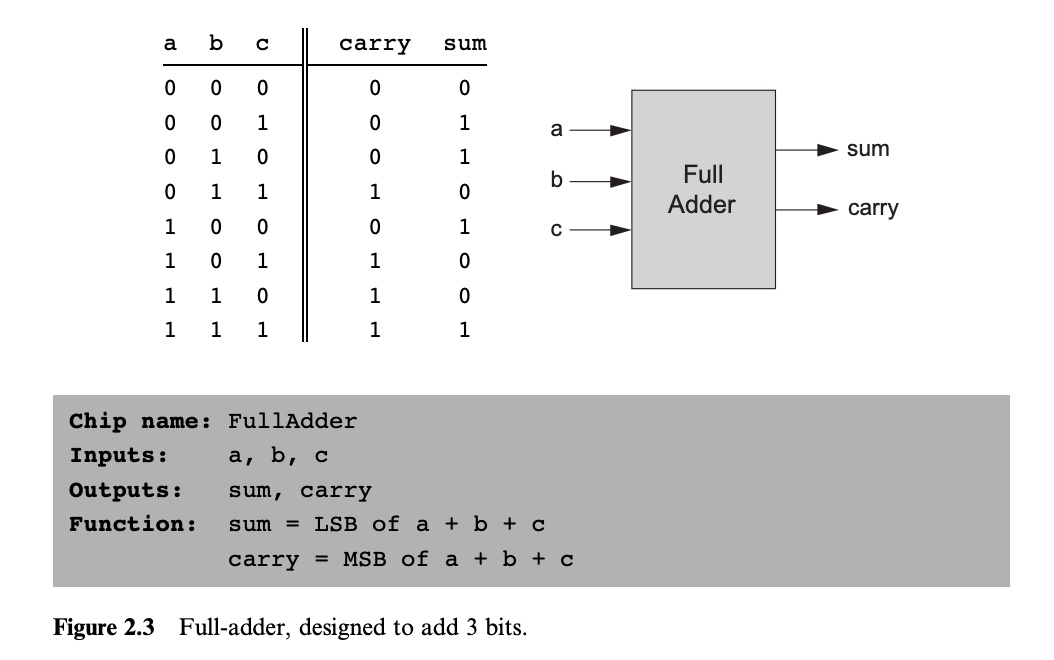 a b c carry sum
0 0 0 0 0
0 0 1 0 1
0 1 0 0 1
0 1 1 1 0
1 0 0 0 1
1 0 1 1 0
1 1 0 1 0
1 1 1 1 1
a
b
c
Full
Adder
sum
carry
Chip name: FullAdder
Inputs: a, b, c
Outputs: sum, carry
Function: sum = LSB of a + b + c
carry = MSB of a + b + c
Figure 2.3 Full-adder, designed to add 3 bits.